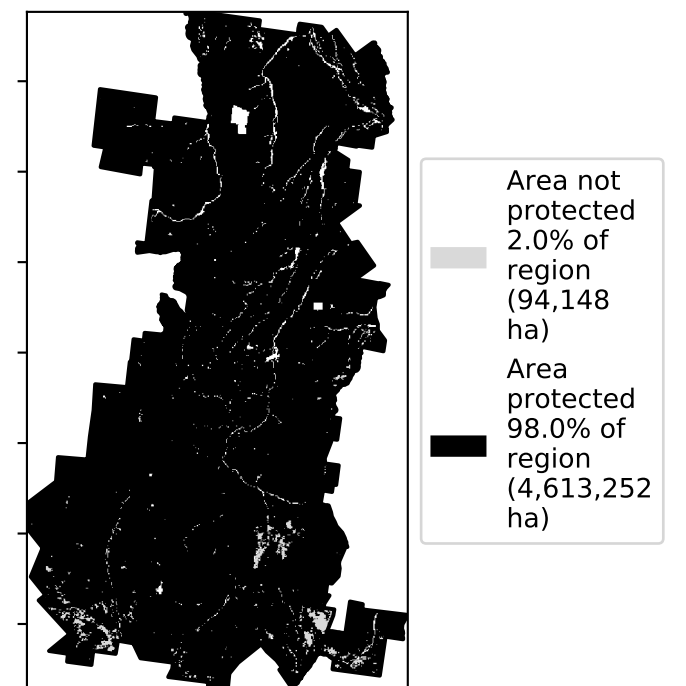 Area not
protected
2.0% of
region
(94,148
ha)
Area
protected
98.0% of
region
(4,613,252
ha)